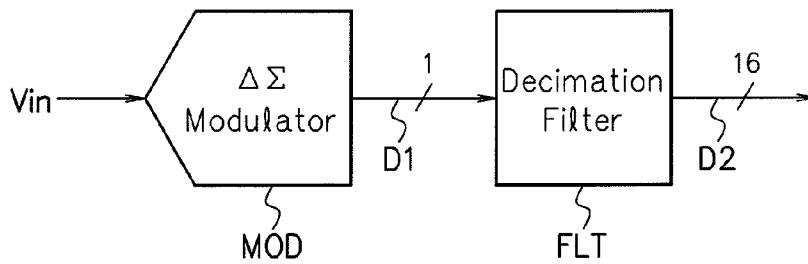 Vin
ΔΣ
Modulator
MOD
1
D1
Decimation
Filter
FLT
16
D2